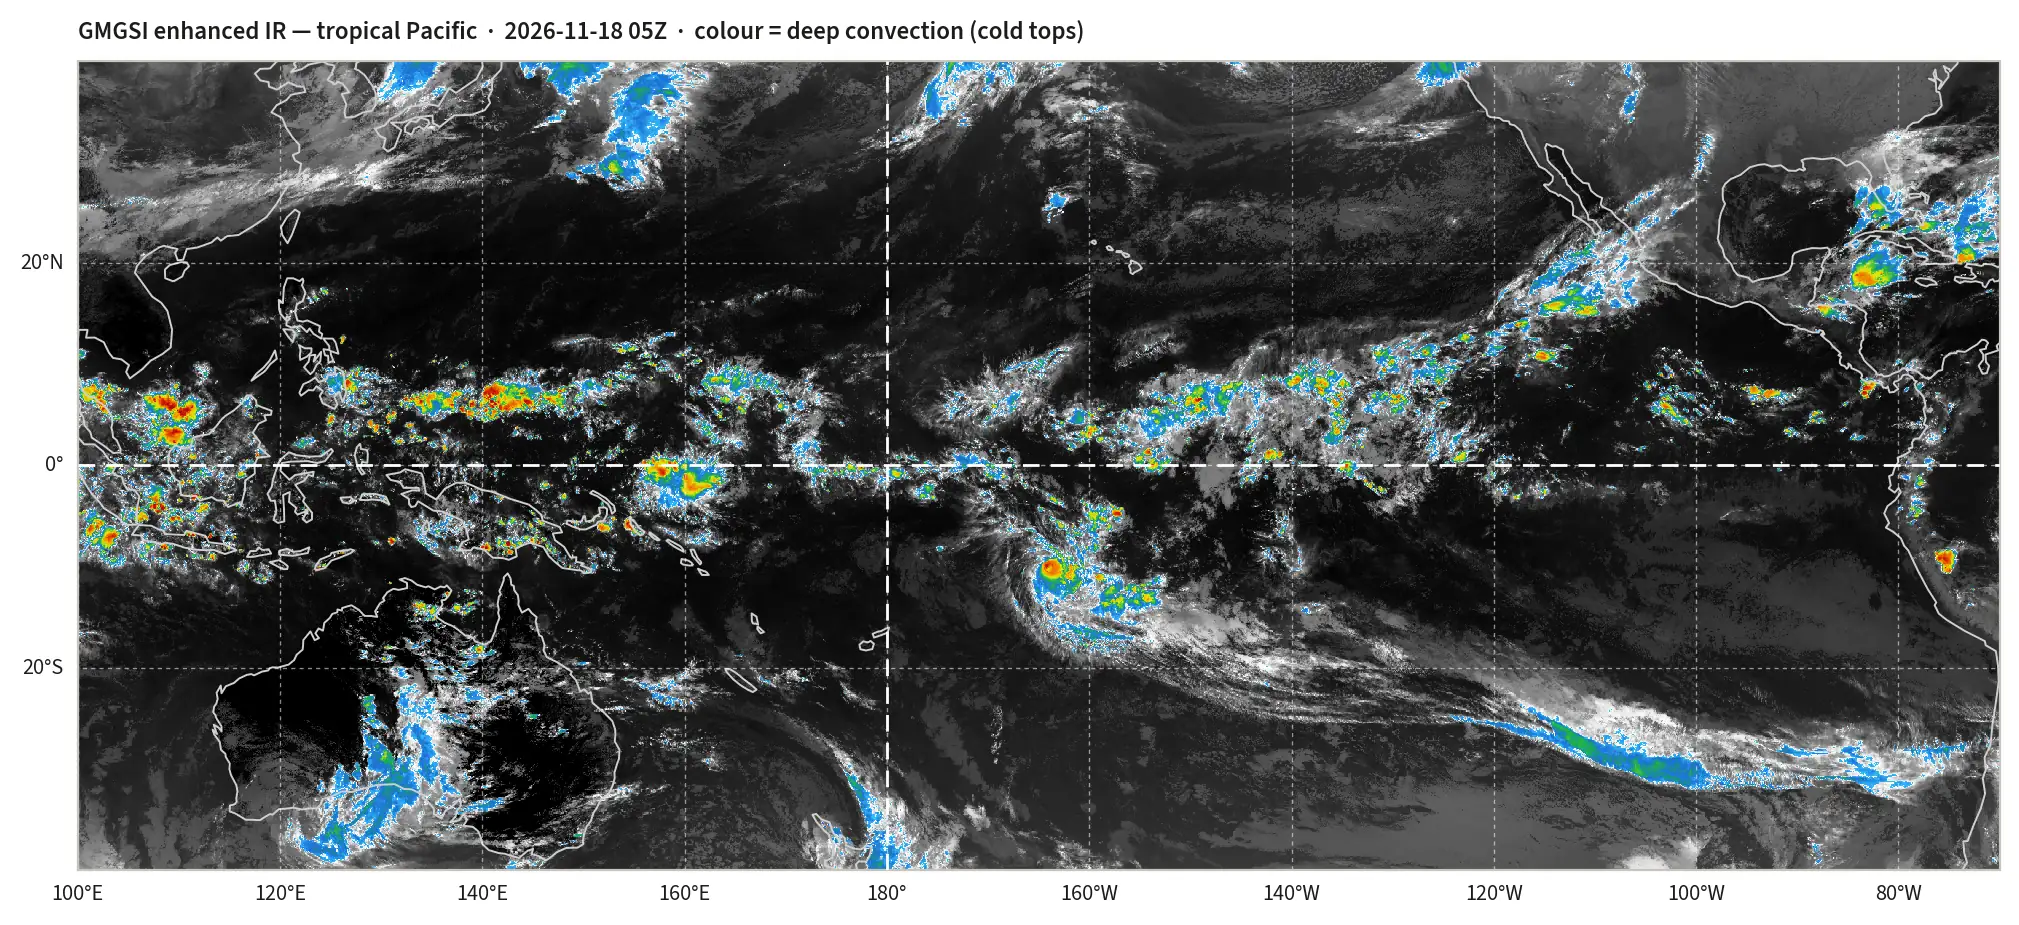 GMGSI enhanced IR — tropical Pacific · 2026-11-18 05Z · colour = deep convection (cold tops)
20°N
0°
20°S
100°E 120°E 140°E 160°E 180° 160°W 140°W 120°W 100°W 80°W